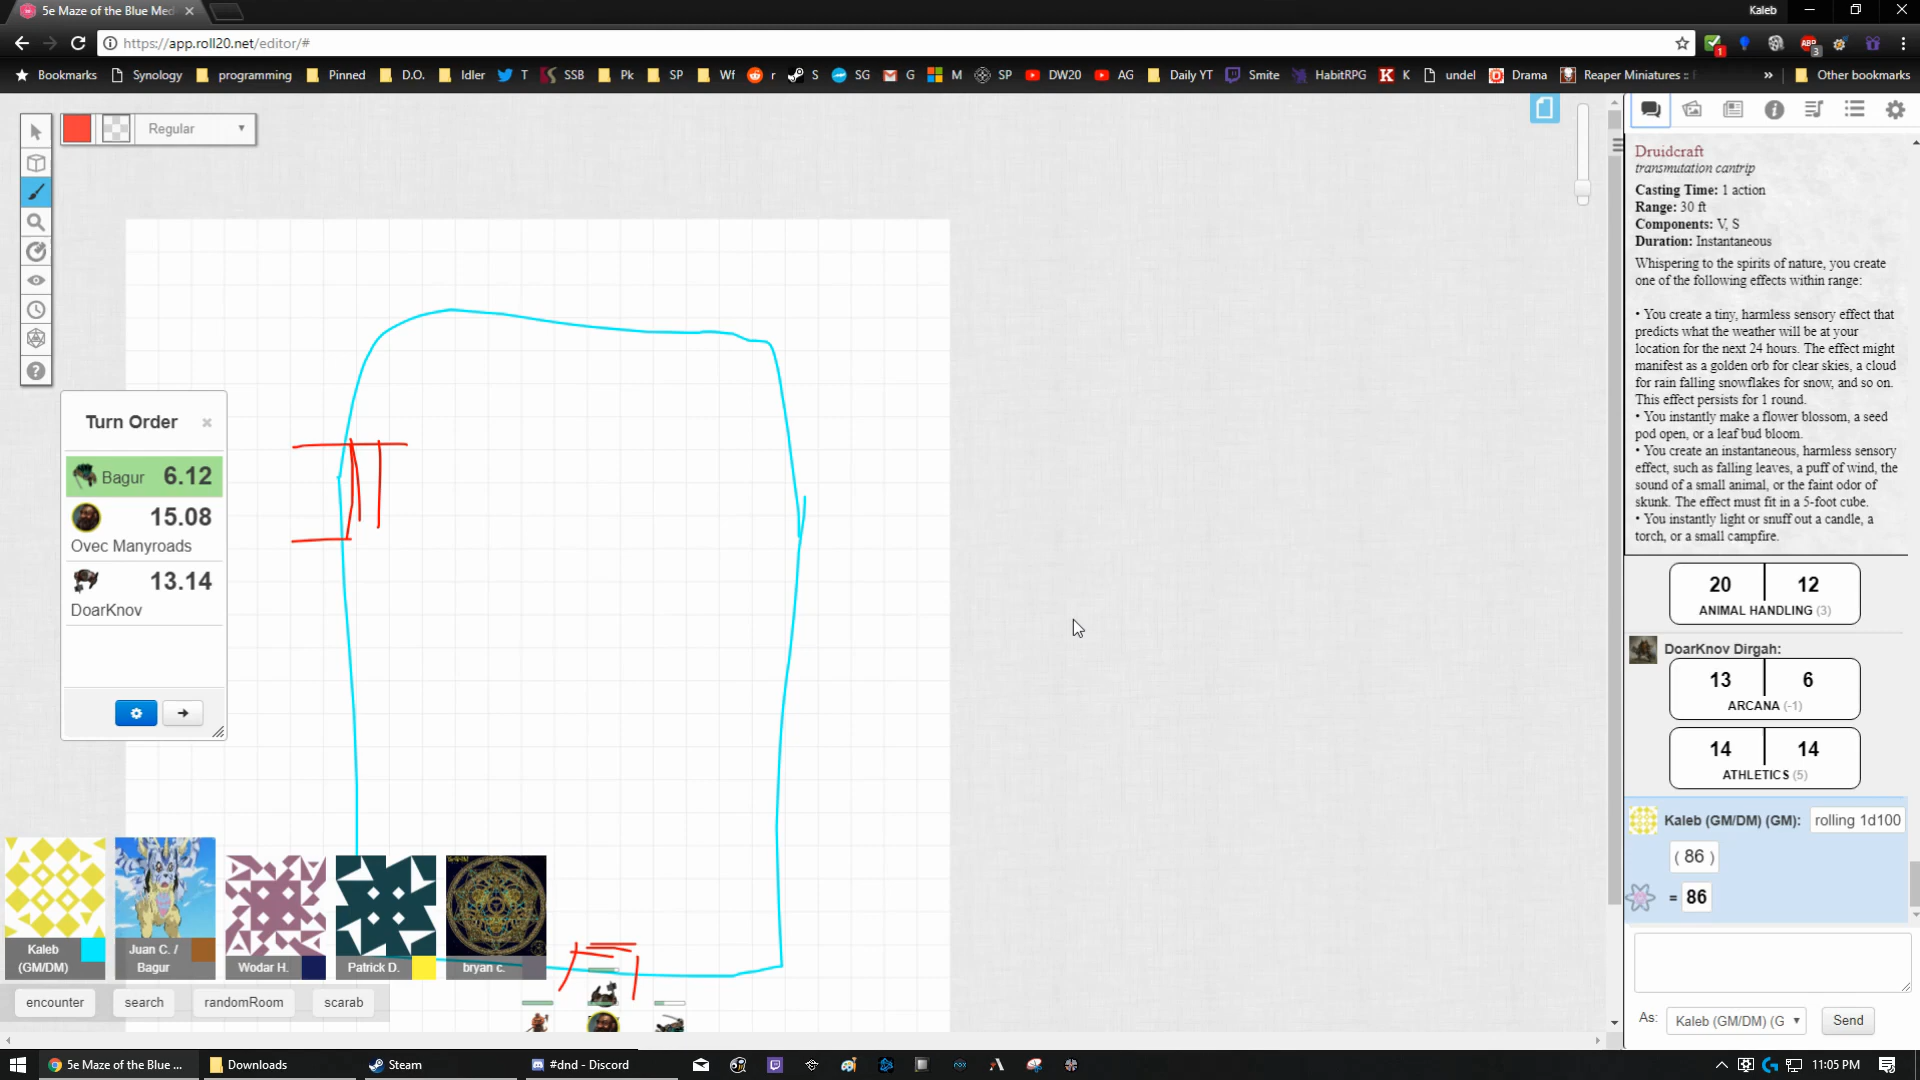 5e Maze of the Blue Med
Kaleb
https://app.roll20.net/editor/#
Bookmarks
Synology
programming
Pinned
D.O.
Idler
T
SSB
Pk
SP
Wf
r
S
SG
G
M
SP
DW20
AG
Daily YT
Smite
HabitRPG
K
undel
Drama
Reaper Miniatures ::
»
Other bookmarks
Regular
Turn Order
Bagur 6.12
15.08
Ovec Manyroads
13.14
DoarKnov
Druidcraft
transmutation cantrip
Casting Time: 1 action
Range: 30 ft
Components: V, S
Duration: Instantaneous
Whispering to the spirits of nature, you create
one of the following effects within range:
• You create a tiny, harmless sensory effect that
predicts what the weather will be at your
location for the next 24 hours. The effect might
manifest as a golden orb for clear skies, a cloud
for rain falling snowflakes for snow, and so on.
This effect persists for 1 round.
• You instantly make a flower blossom, a seed
pod open, or a leaf bud bloom.
• You create an instantaneous, harmless sensory
effect, such as falling leaves, a puff of wind, the
sound of a small animal, or the faint odor of
skunk. The effect must fit in a 5-foot cube.
• You instantly light or snuff out a candle, a
torch, or a small campfire.
20 12
ANIMAL HANDLING (3)
DoarKnov Dirgah:
13 6
ARCANA (-1)
14 14
ATHLETICS (5)
Kaleb (GM/DM) (GM): rolling 1d100
( 86 )
= 86
As: Kaleb (GM/DM) (G
Send
Kaleb
(GM/DM)
Juan C. /
Bagur
Wodar H.
Patrick D.
bryan c.
encounter
search
randomRoom
scarab
5e Maze of the Blue ...
Downloads
Steam
#dnd - Discord
11:05 PM